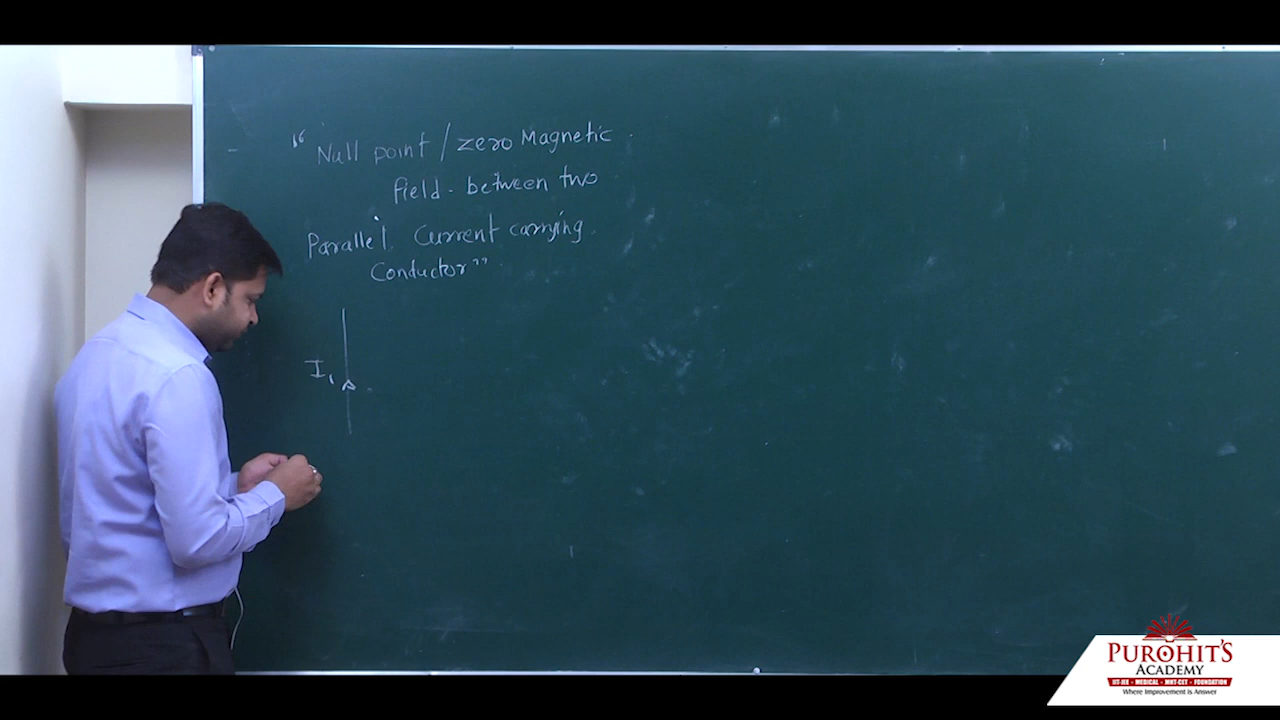 "Null point / zero Magnetic
field - between two
Parallel Current carrying
Conductor"
I₁
PUROHIT'S
ACADEMY
IIT-JEE - MEDICAL - MHT-CET - FOUNDATION
Where Improvement is Answer